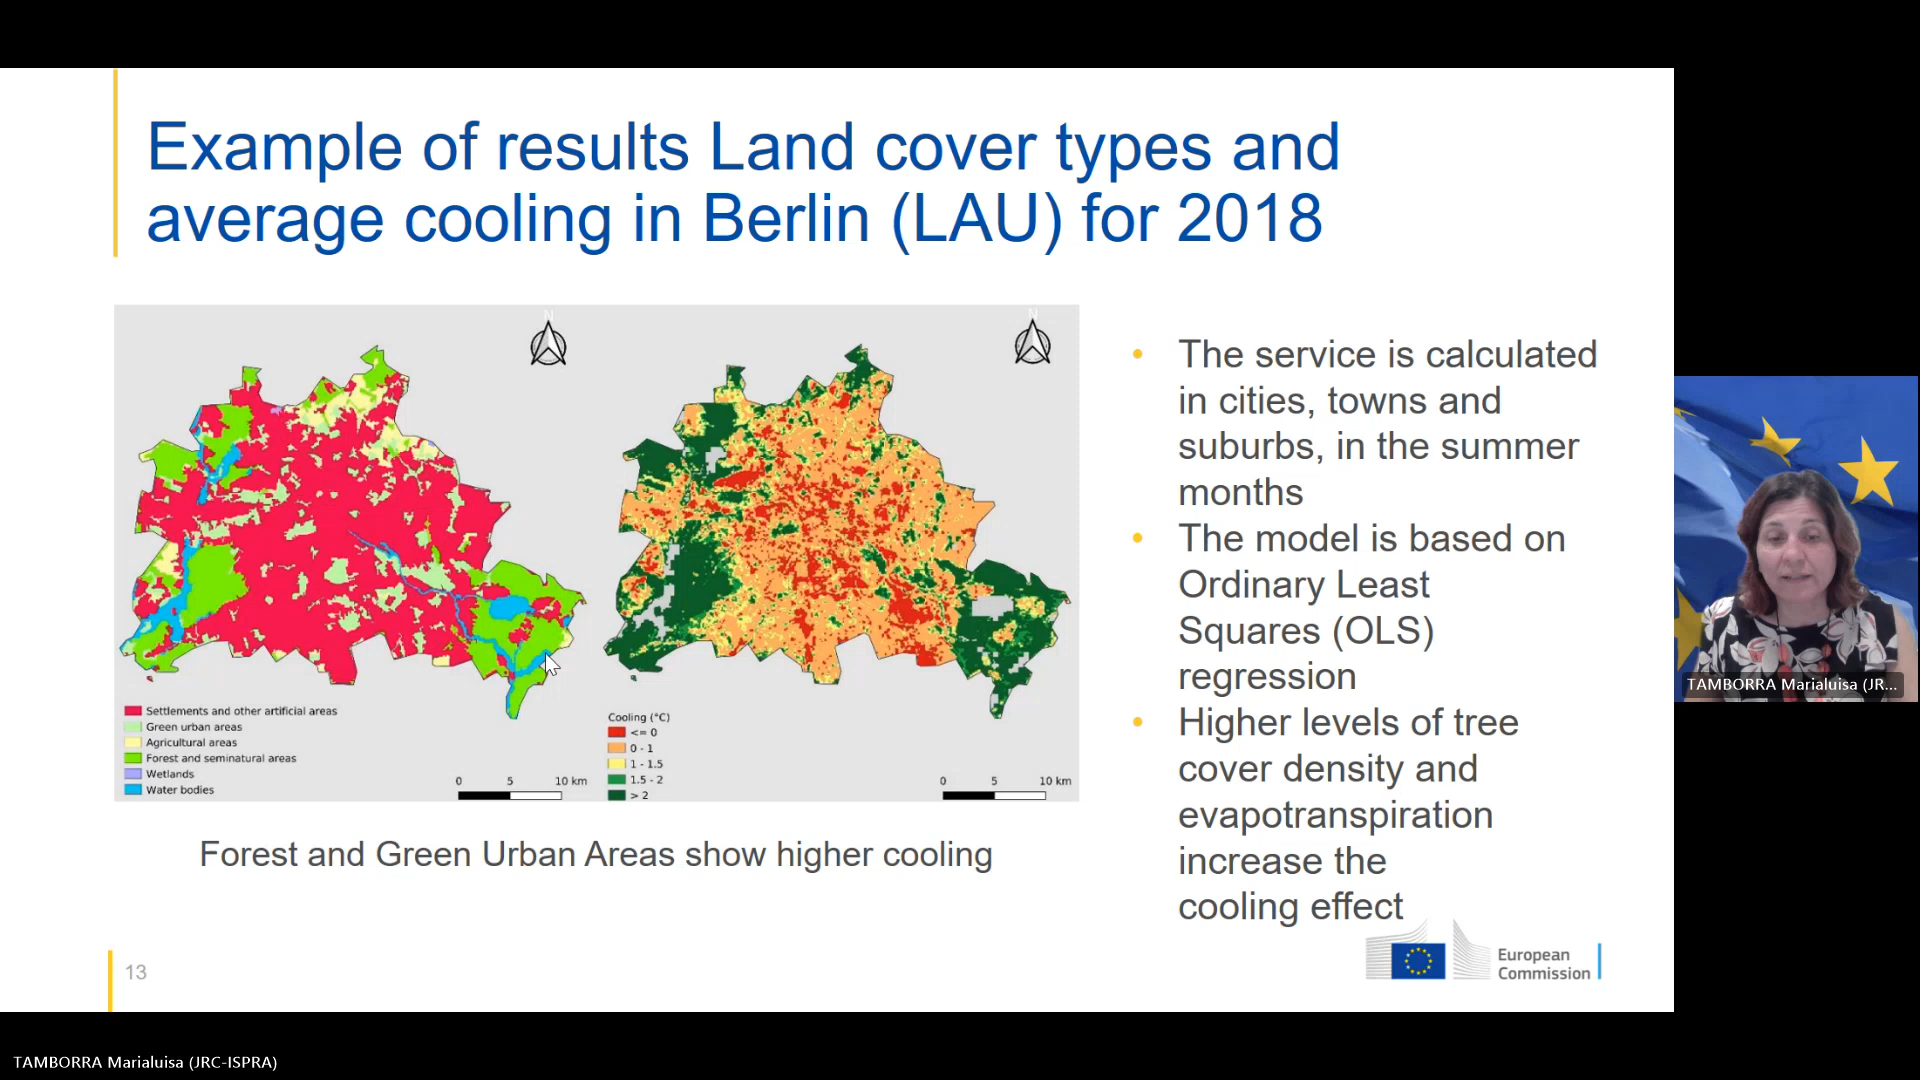 Example of results Land cover types and
average cooling in Berlin (LAU) for 2018
N
N
Settlements and other artificial areas
Green urban areas
Agricultural areas
Forest and seminatural areas
Wetlands
Water bodies
0 5 10 km
Cooling (°C)
<= 0
0 - 1
1 - 1.5
1.5 - 2
> 2
0 5 10 km
Forest and Green Urban Areas show higher cooling
• The service is calculated
in cities, towns and
suburbs, in the summer
months
• The model is based on
Ordinary Least
Squares (OLS)
regression
• Higher levels of tree
cover density and
evapotranspiration
increase the
cooling effect
13
European
Commission
TAMBORRA Marialuisa (JR...
TAMBORRA Marialuisa (JRC-ISPRA)